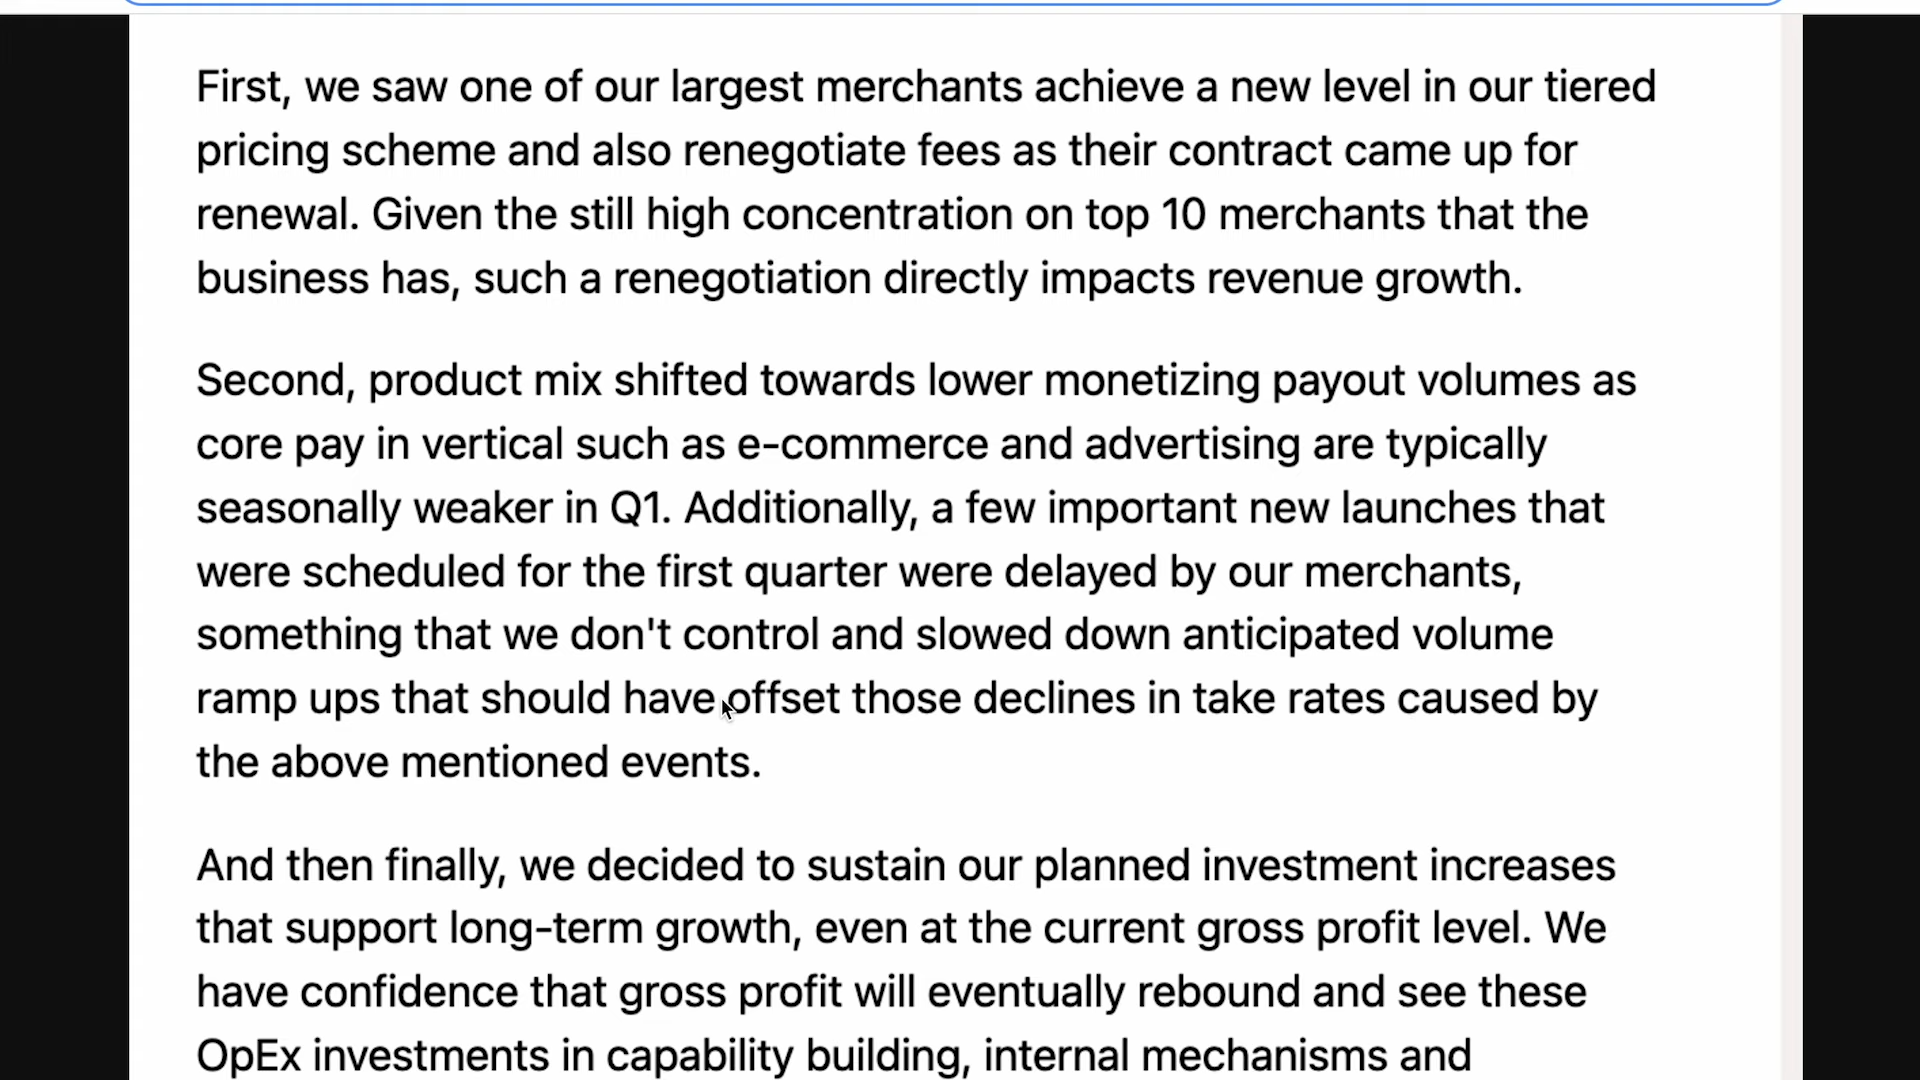 First, we saw one of our largest merchants achieve a new level in our tiered
pricing scheme and also renegotiate fees as their contract came up for
renewal. Given the still high concentration on top 10 merchants that the
business has, such a renegotiation directly impacts revenue growth.
Second, product mix shifted towards lower monetizing payout volumes as
core pay in vertical such as e-commerce and advertising are typically
seasonally weaker in Q1. Additionally, a few important new launches that
were scheduled for the first quarter were delayed by our merchants,
something that we don't control and slowed down anticipated volume
ramp ups that should have offset those declines in take rates caused by
the above mentioned events.
And then finally, we decided to sustain our planned investment increases
that support long-term growth, even at the current gross profit level. We
have confidence that gross profit will eventually rebound and see these
OpEx investments in capability building, internal mechanisms and